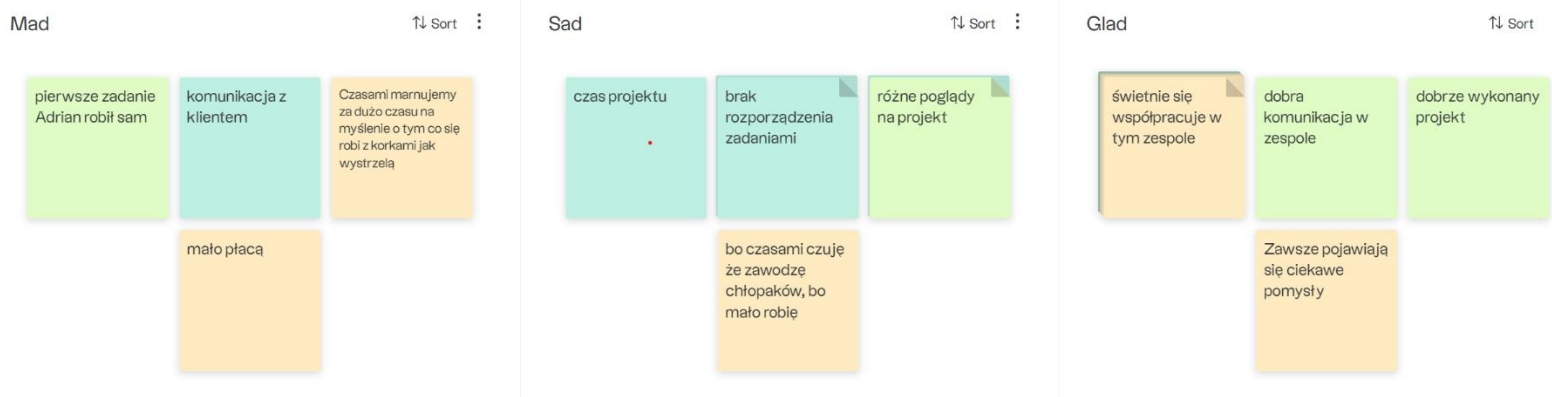 Mad
Sort
pierwsze zadanie
Adrian robił sam
komunikacja z
klientem
Czasami marnujemy
za dużo czasu na
myślenie o tym co się
robi z korkami jak
wystrzelą
mało płacą
Sad
Sort
czas projektu
brak
rozporządzenia
zadaniami
różne poglądy
na projekt
bo czasami czuję
że zawodzę
chłopaków, bo
mało robię
Glad
Sort
świetnie się
współpracuje w
tym zespole
dobra
komunikacja w
zespole
dobrze wykonany
projekt
Zawsze pojawiają
się ciekawe
pomysły